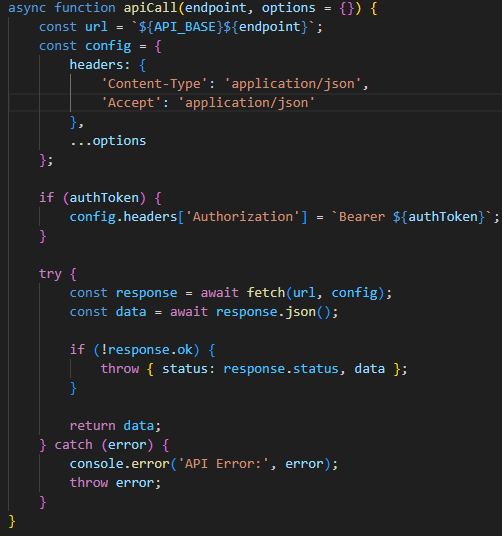 async function apiCall(endpoint, options = {}) {
    const url = `${API_BASE}${endpoint}`;
    const config = {
        headers: {
            'Content-Type': 'application/json',
            'Accept': 'application/json'
        },
        ...options
    };

    if (authToken) {
        config.headers['Authorization'] = `Bearer ${authToken}`;
    }

    try {
        const response = await fetch(url, config);
        const data = await response.json();

        if (!response.ok) {
            throw { status: response.status, data };
        }

        return data;
    } catch (error) {
        console.error('API Error:', error);
        throw error;
    }
}